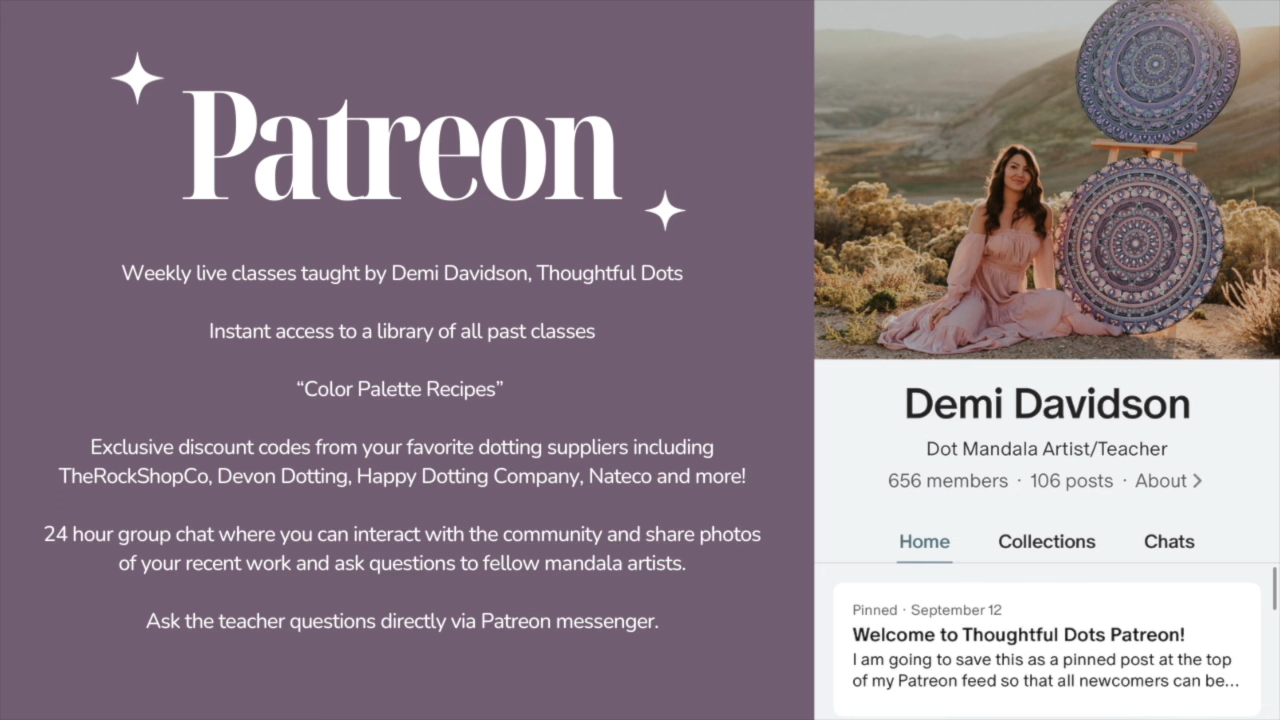 Patreon
Weekly live classes taught by Demi Davidson, Thoughtful Dots
Instant access to a library of all past classes
“Color Palette Recipes”
Exclusive discount codes from your favorite dotting suppliers including
TheRockShopCo, Devon Dotting, Happy Dotting Company, Nateco and more!
24 hour group chat where you can interact with the community and share photos
of your recent work and ask questions to fellow mandala artists.
Ask the teacher questions directly via Patreon messenger.
Demi Davidson
Dot Mandala Artist/Teacher
656 members · 106 posts · About >
Home Collections Chats
Pinned · September 12
Welcome to Thoughtful Dots Patreon!
I am going to save this as a pinned post at the top
of my Patreon feed so that all newcomers can be...